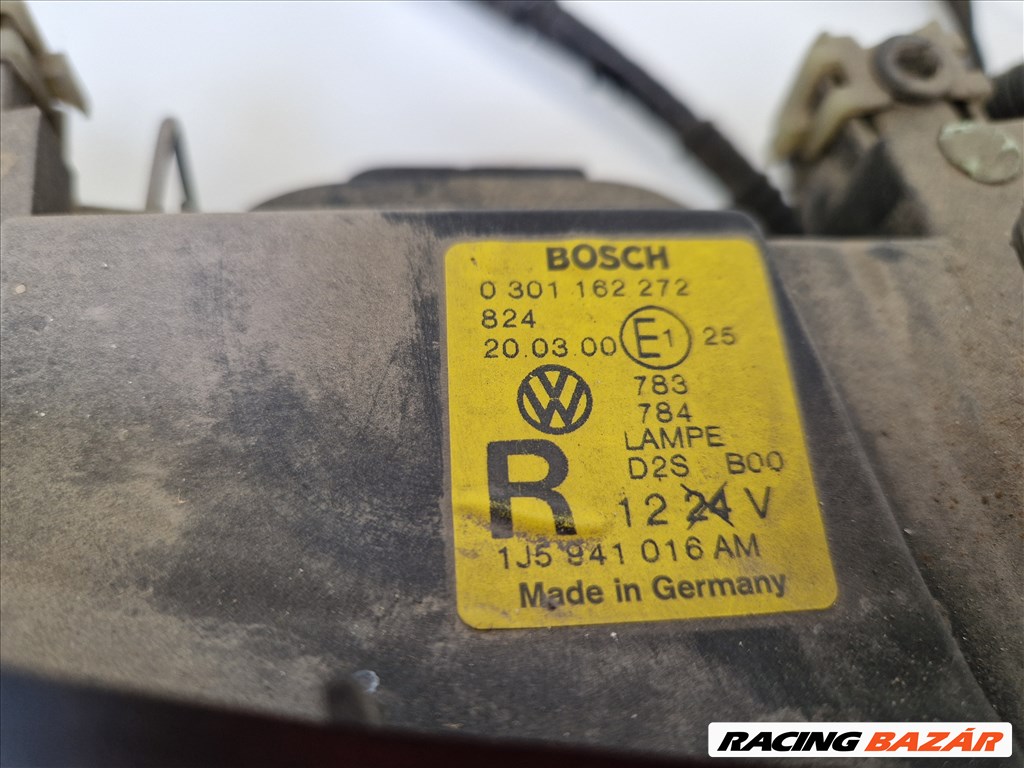 BOSCH
0 301 162 272
824
20.03.00 E1 25
VW
783
784
LAMPE
D2S B00
R
12 24 V
1J5 941 016 AM
Made in Germany
RACING BAZÁR